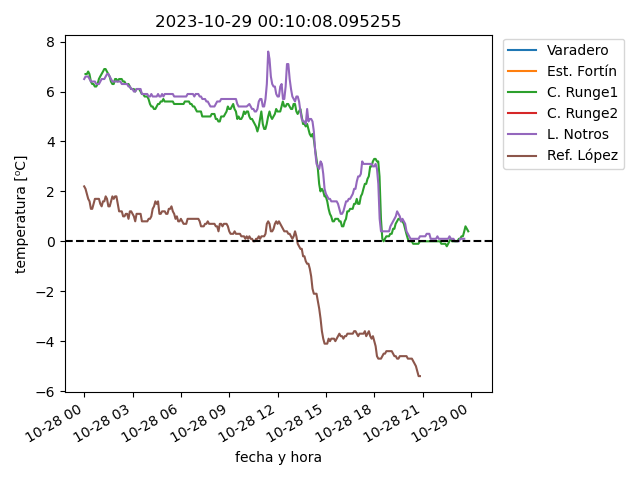 2023-10-29 00:10:08.095255
Varadero
Est. Fortín
C. Runge1
C. Runge2
L. Notros
Ref. López
temperatura [ºC]
8
6
4
2
0
−2
−4
−6
10-28 00
10-28 03
10-28 06
10-28 09
10-28 12
10-28 15
10-28 18
10-28 21
10-29 00
fecha y hora